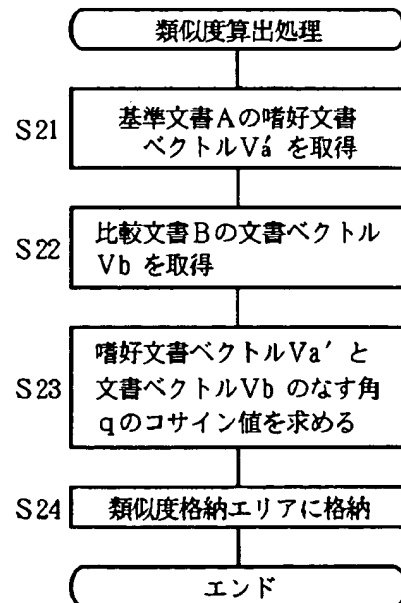 類似度算出処理
S21
基準文書Aの嗜好文書
ベクトルVa′を取得
S22
比較文書Bの文書ベクトル
Vb を取得
S23
嗜好文書ベクトルVa′と
文書ベクトルVb のなす角
qのコサイン値を求める
S24
類似度格納エリアに格納
エンド